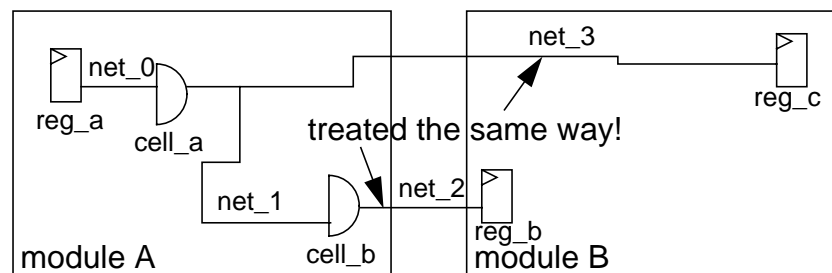 net_3
net_0
reg_a
cell_a
reg_c
treated the same way!
net_1
net_2
cell_b
reg_b
module A
module B